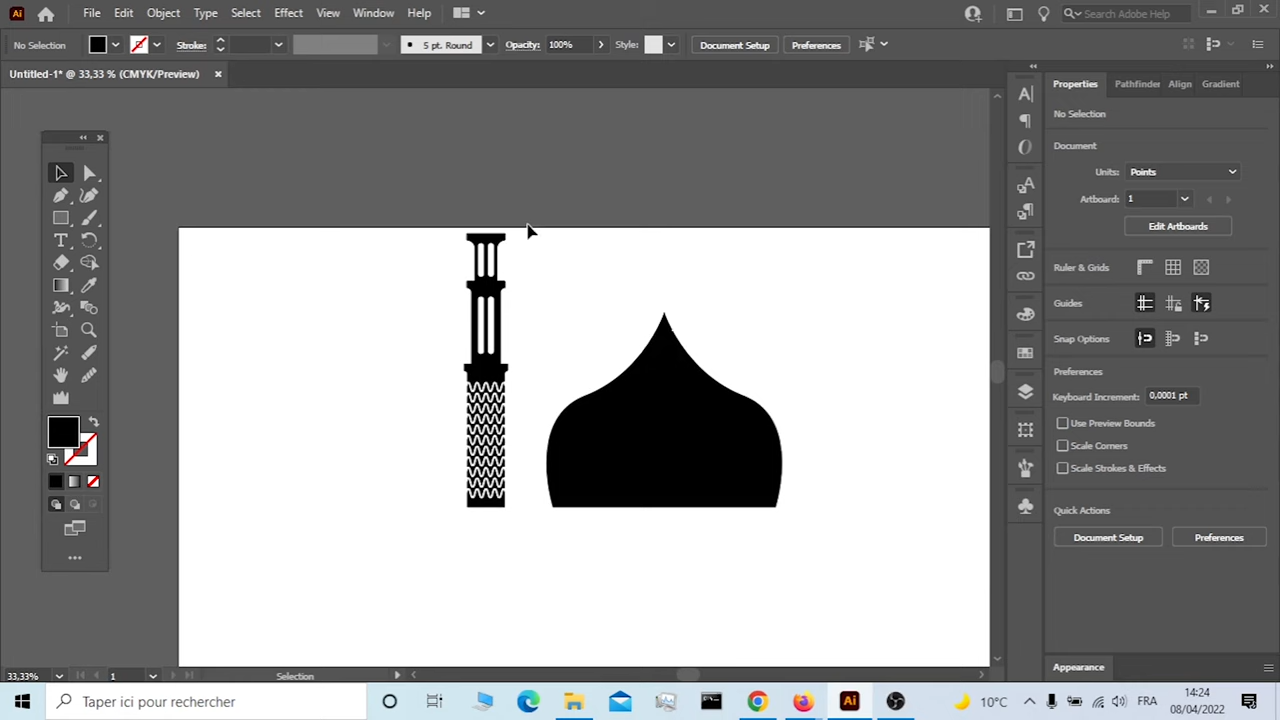 Ai File Edit Object Type Select Effect View Window Help Search Adobe Help
No Selection Stroke: 5 pt. Round Opacity: 100% Style: Document Setup Preferences
Untitled-1* @ 33,33 % (CMYK/Preview)
Properties Pathfinder Align Gradient
No Selection
Document
Units: Points
Artboard: 1
Edit Artboards
Ruler & Grids
Guides
Snap Options
Preferences
Keyboard Increment: 0,0001 pt
Use Preview Bounds
Scale Corners
Scale Strokes & Effects
Quick Actions
Document Setup Preferences
Appearance
33,33% 1 Selection
Taper ici pour rechercher
Ai
10°C
FRA
14:24
08/04/2022